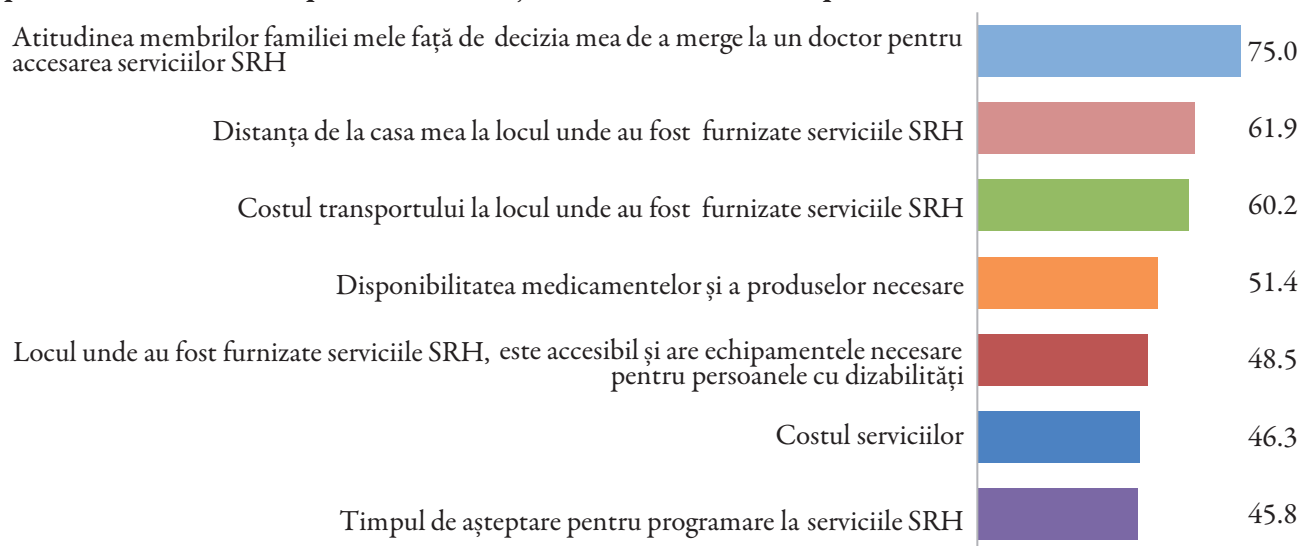 Atitudinea membrilor familiei mele față de decizia mea de a merge la un doctor pentru
accesarea serviciilor SRH
75.0
Distanța de la casa mea la locul unde au fost furnizate serviciile SRH
61.9
Costul transportului la locul unde au fost furnizate serviciile SRH
60.2
Disponibilitatea medicamentelor și a produselor necesare
51.4
Locul unde au fost furnizate serviciile SRH, este accesibil și are echipamentele necesare
pentru persoanele cu dizabilități
48.5
Costul serviciilor
46.3
Timpul de așteptare pentru programare la serviciile SRH
45.8